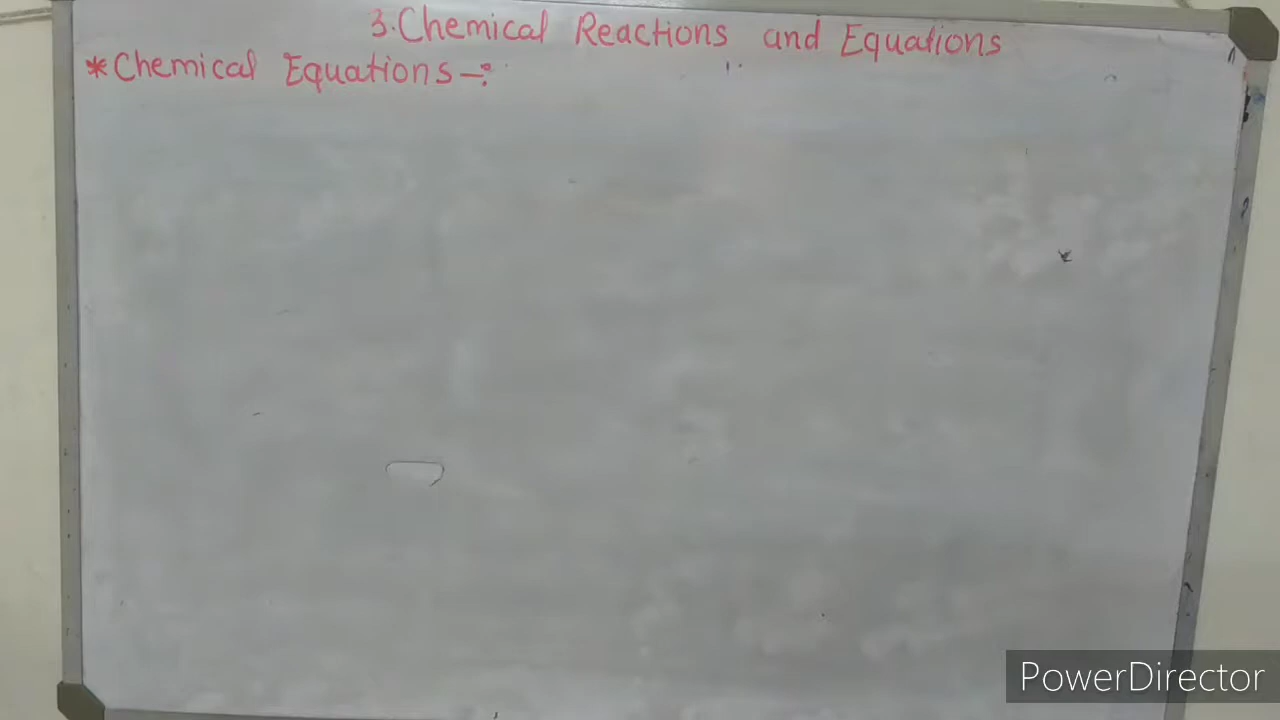 3. Chemical Reactions and Equations
* Chemical Equations -:
PowerDirector